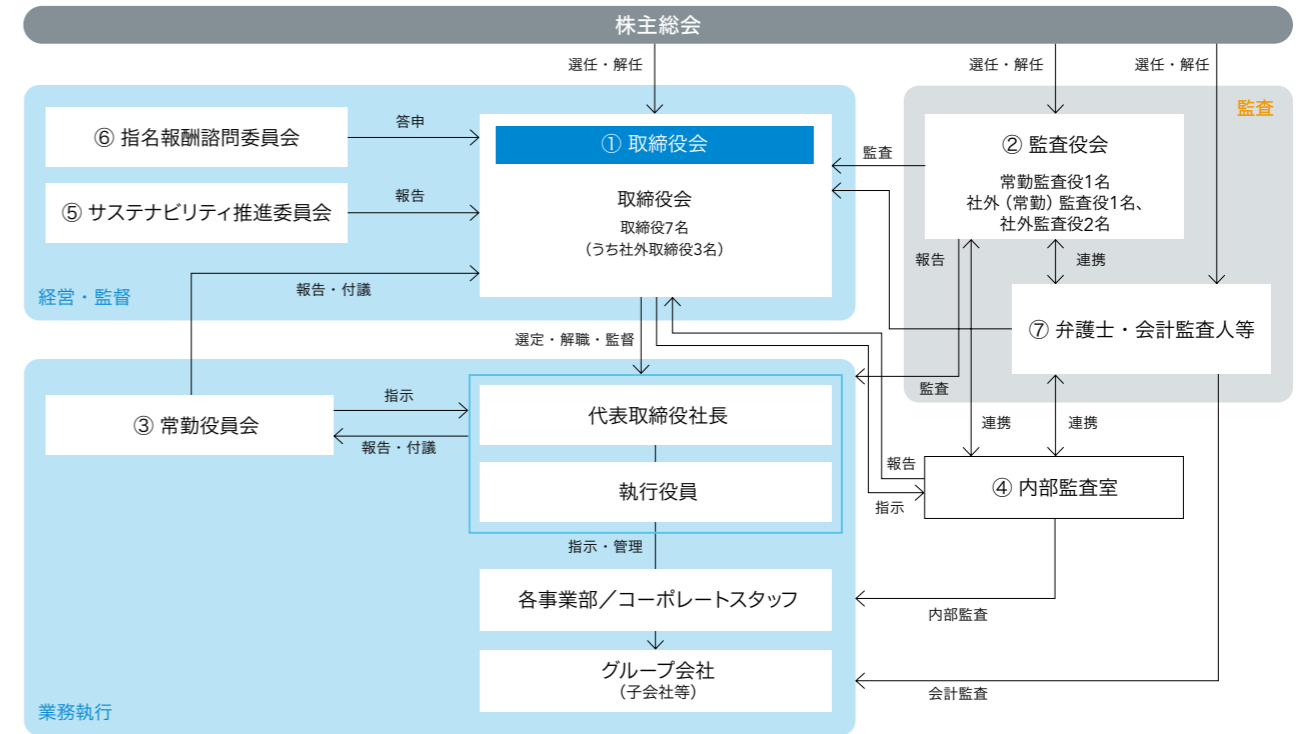 株主総会
選任・解任
選任・解任
選任・解任
監査
⑥ 指名報酬諮問委員会
答申
① 取締役会
② 監査役会
監査
常勤監査役1名
社外（常勤）監査役1名、
社外監査役2名
⑤ サステナビリティ推進委員会
報告
取締役会
取締役7名
（うち社外取締役3名）
報告
連携
報告・付議
経営・監督
⑦ 弁護士・会計監査人等
選定・解職・監督
監査
③ 常勤役員会
指示
報告・付議
代表取締役社長
連携
連携
報告
執行役員
④ 内部監査室
指示
指示・管理
各事業部／コーポレートスタッフ
内部監査
グループ会社
（子会社等）
会計監査
業務執行